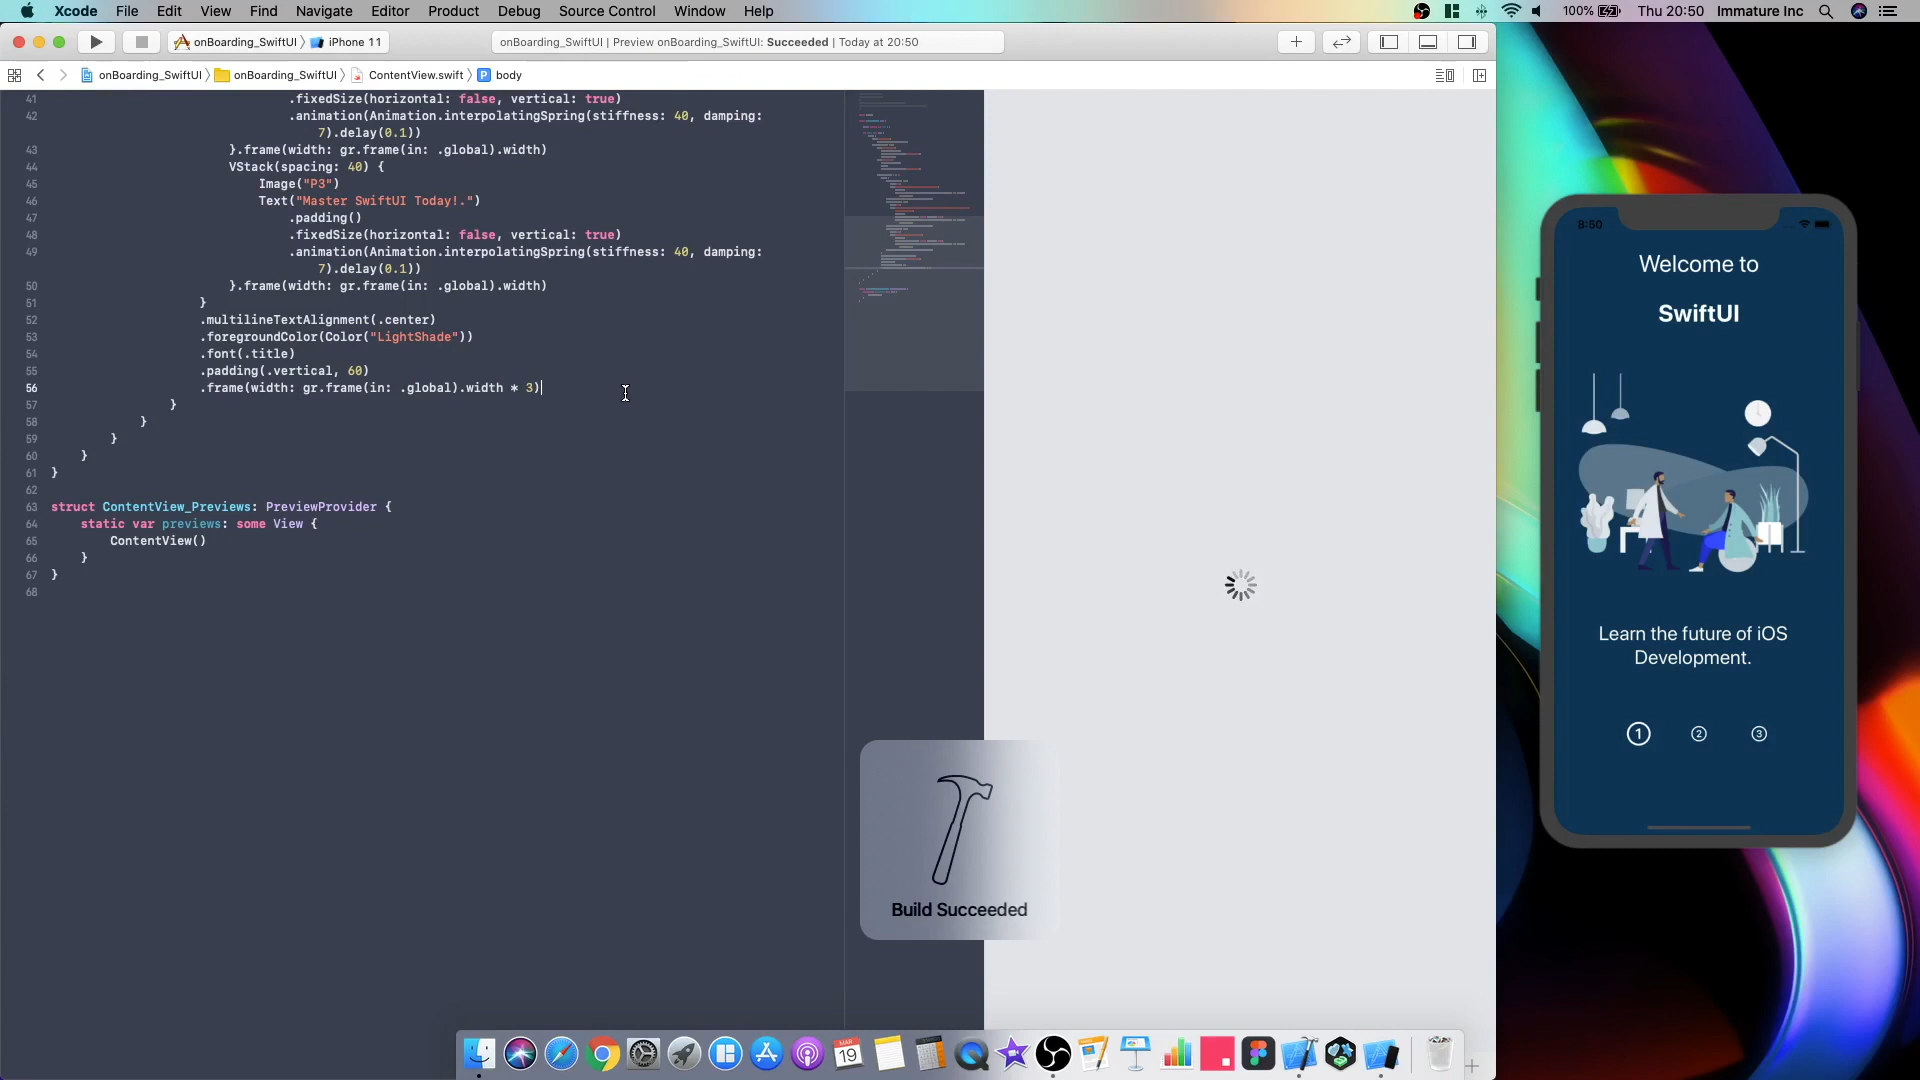 Xcode File Edit View Find Navigate Editor Product Debug Source Control Window Help
100% Thu 20:50 Immature Inc
onBoarding_SwiftUI iPhone 11
onBoarding_SwiftUI | Preview onBoarding_SwiftUI: Succeeded | Today at 20:50
onBoarding_SwiftUI onBoarding_SwiftUI ContentView.swift P body
41 .fixedSize(horizontal: false, vertical: true)
42 .animation(Animation.interpolatingSpring(stiffness: 40, damping:
7).delay(0.1))
43 }.frame(width: gr.frame(in: .global).width)
44 VStack(spacing: 40) {
45 Image("P3")
46 Text("Master SwiftUI Today!.")
47 .padding()
48 .fixedSize(horizontal: false, vertical: true)
49 .animation(Animation.interpolatingSpring(stiffness: 40, damping:
7).delay(0.1))
50 }.frame(width: gr.frame(in: .global).width)
51 }
52 .multilineTextAlignment(.center)
53 .foregroundColor(Color("LightShade"))
54 .font(.title)
55 .padding(.vertical, 60)
56 .frame(width: gr.frame(in: .global).width * 3)
57 }
58 }
59 }
60 }
61 }
62
63 struct ContentView_Previews: PreviewProvider {
64 static var previews: some View {
65 ContentView()
66 }
67 }
68
Build Succeeded
8:50
Welcome to
SwiftUI
Learn the future of iOS
Development.
1 2 3
MAR
19